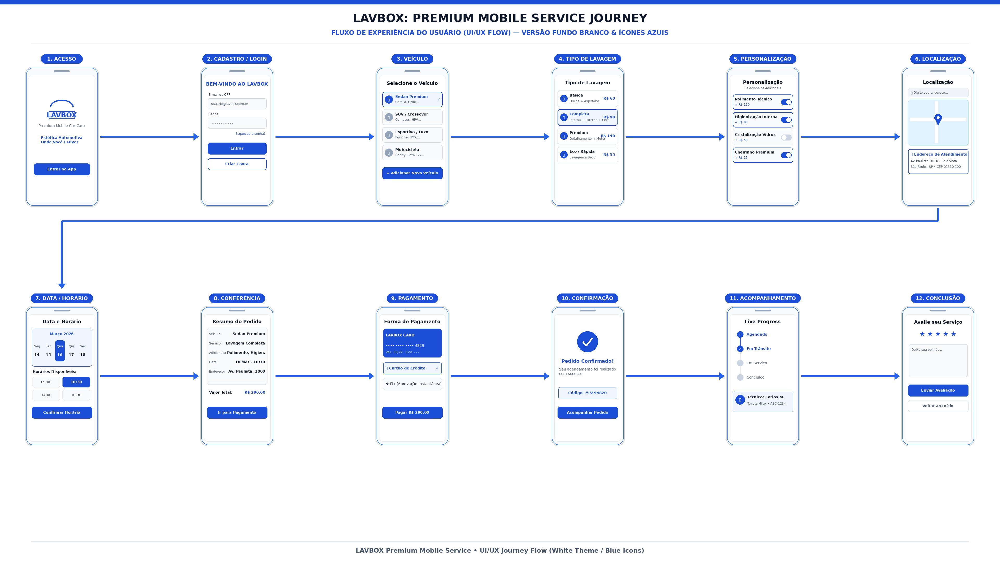 LAVBOX: PREMIUM MOBILE SERVICE JOURNEY
FLUXO DE EXPERIÊNCIA DO USUÁRIO (UI/UX FLOW) — VERSÃO FUNDO BRANCO & ÍCONES AZUIS
1. ACESSO
LAVBOX
Premium Mobile Car Care
Estética Automotiva
Onde Você Estiver
Entrar no App
2. CADASTRO / LOGIN
BEM-VINDO AO LAVBOX
E-mail ou CPF
usuario@lavbox.com.br
Senha
••••••••••••
Esqueceu a senha?
Entrar
Criar Conta
3. VEÍCULO
Selecione o Veículo
Sedan Premium ✓
Corolla, Civic...
SUV / Crossover
Compass, HRV...
Esportivo / Luxo
Porsche, BMW...
Motocicleta
Harley, BMW GS...
+ Adicionar Novo Veículo
4. TIPO DE LAVAGEM
Tipo de Lavagem
Básica R$ 60
Ducha + Aspirador
Completa R$ 90
Interna + Externa + Cera
Premium R$ 140
Detalhamento + Motor
Eco / Rápida R$ 55
Lavagem a Seco
5. PERSONALIZAÇÃO
Personalização
Selecione os Adicionais
Polimento Técnico
+ R$ 120
Higienização Interna
+ R$ 80
Cristalização Vidros
+ R$ 50
Cheirinho Premium
+ R$ 15
6. LOCALIZAÇÃO
Localização
Digite seu endereço...
Endereço de Atendimento:
Av. Paulista, 1000 - Bela Vista
São Paulo - SP • CEP 01310-100
7. DATA / HORÁRIO
Data e Horário
Março 2026
Seg Ter Qua Qui Sex
14 15 16 17 18
Horários Disponíveis:
09:00 10:30
14:00 16:30
Confirmar Horário
8. CONFERÊNCIA
Resumo do Pedido
Veículo: Sedan Premium
Serviço: Lavagem Completa
Adicionais: Polimento, Higien.
Data: 16 Mar - 10:30
Endereço: Av. Paulista, 1000
Valor Total: R$ 290,00
Ir para Pagamento
9. PAGAMENTO
Forma de Pagamento
LAVBOX CARD
•••• •••• •••• 4829
VAL: 08/29 CVV: •••
Cartão de Crédito ✓
❖ Pix (Aprovação Instantânea)
Pagar R$ 290,00
10. CONFIRMAÇÃO
Pedido Confirmado!
Seu agendamento foi realizado
com sucesso.
Código: #LV-94820
Acompanhar Pedido
11. ACOMPANHAMENTO
Live Progress
✓ Agendado
✓ Em Trânsito
Em Serviço
Concluído
Técnico: Carlos M.
Toyota Hilux • ABC-1234
12. CONCLUSÃO
Avalie seu Serviço
★ ★ ★ ★ ★
Deixe sua opinião...
Enviar Avaliação
Voltar ao Início
LAVBOX Premium Mobile Service • UI/UX Journey Flow (White Theme / Blue Icons)